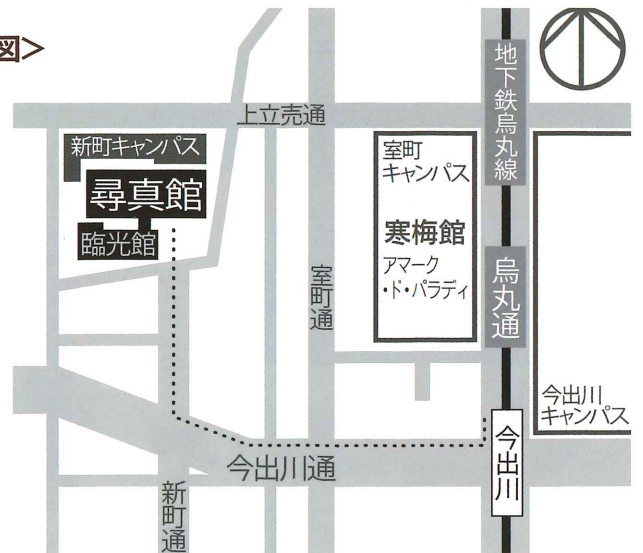 図>
地下鉄烏丸線
上立売通
新町キャンパス
尋真館
臨光館
室町
キャンパス
寒梅館
アマーク
・ド・パラディ
室町通
烏丸通
今出川
キャンパス
今出川
今出川通
新町通